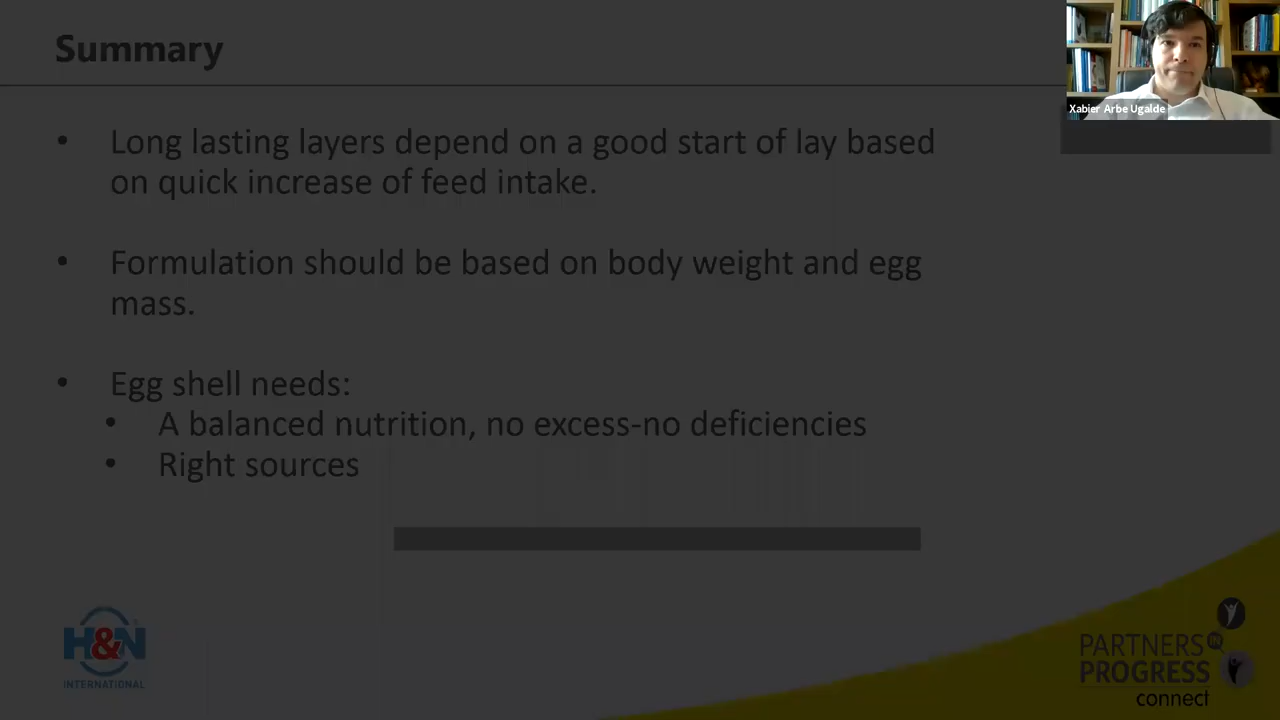 Summary
Xabier Arbe Ugalde
• Long lasting layers depend on a good start of lay based
on quick increase of feed intake.
• Formulation should be based on body weight and egg
mass.
• Egg shell needs:
• A balanced nutrition, no excess-no deficiencies
• Right sources
H&N
INTERNATIONAL
PARTNERS IN
PROGRESS
connect